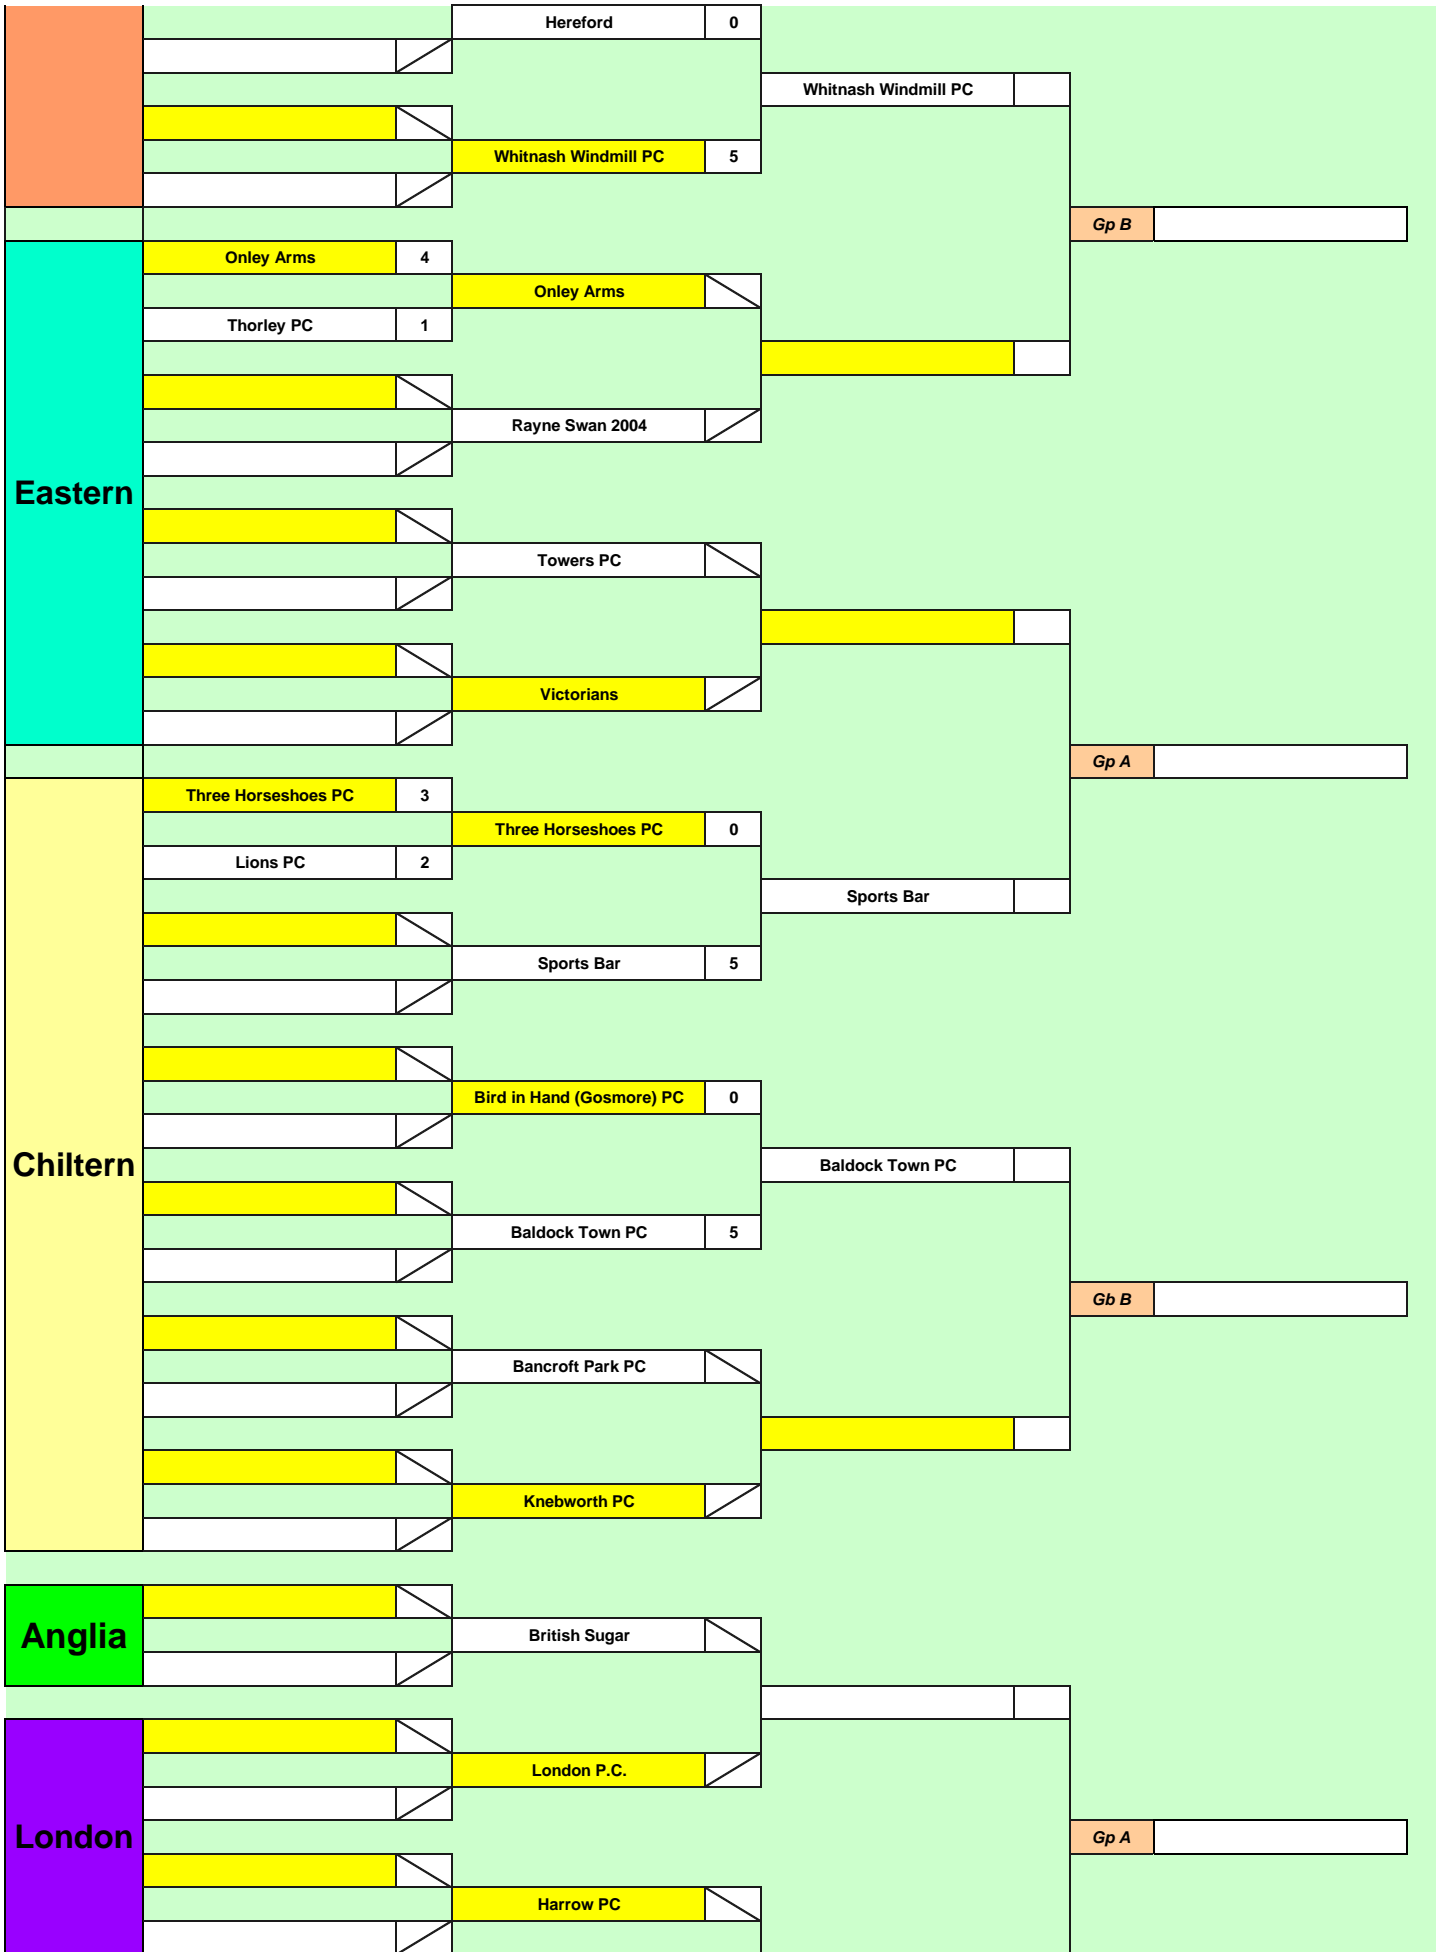 Hereford 0
Whitnash Windmill PC
Whitnash Windmill PC 5
Gp B
Onley Arms 4
Onley Arms
Thorley PC 1
Rayne Swan 2004
Eastern
Towers PC
Victorians
Gp A
Three Horseshoes PC 3
Three Horseshoes PC 0
Lions PC 2
Sports Bar
Sports Bar 5
Bird in Hand (Gosmore) PC 0
Chiltern
Baldock Town PC
Baldock Town PC 5
Gb B
Bancroft Park PC
Knebworth PC
Anglia
British Sugar
London P.C.
London
Gp A
Harrow PC